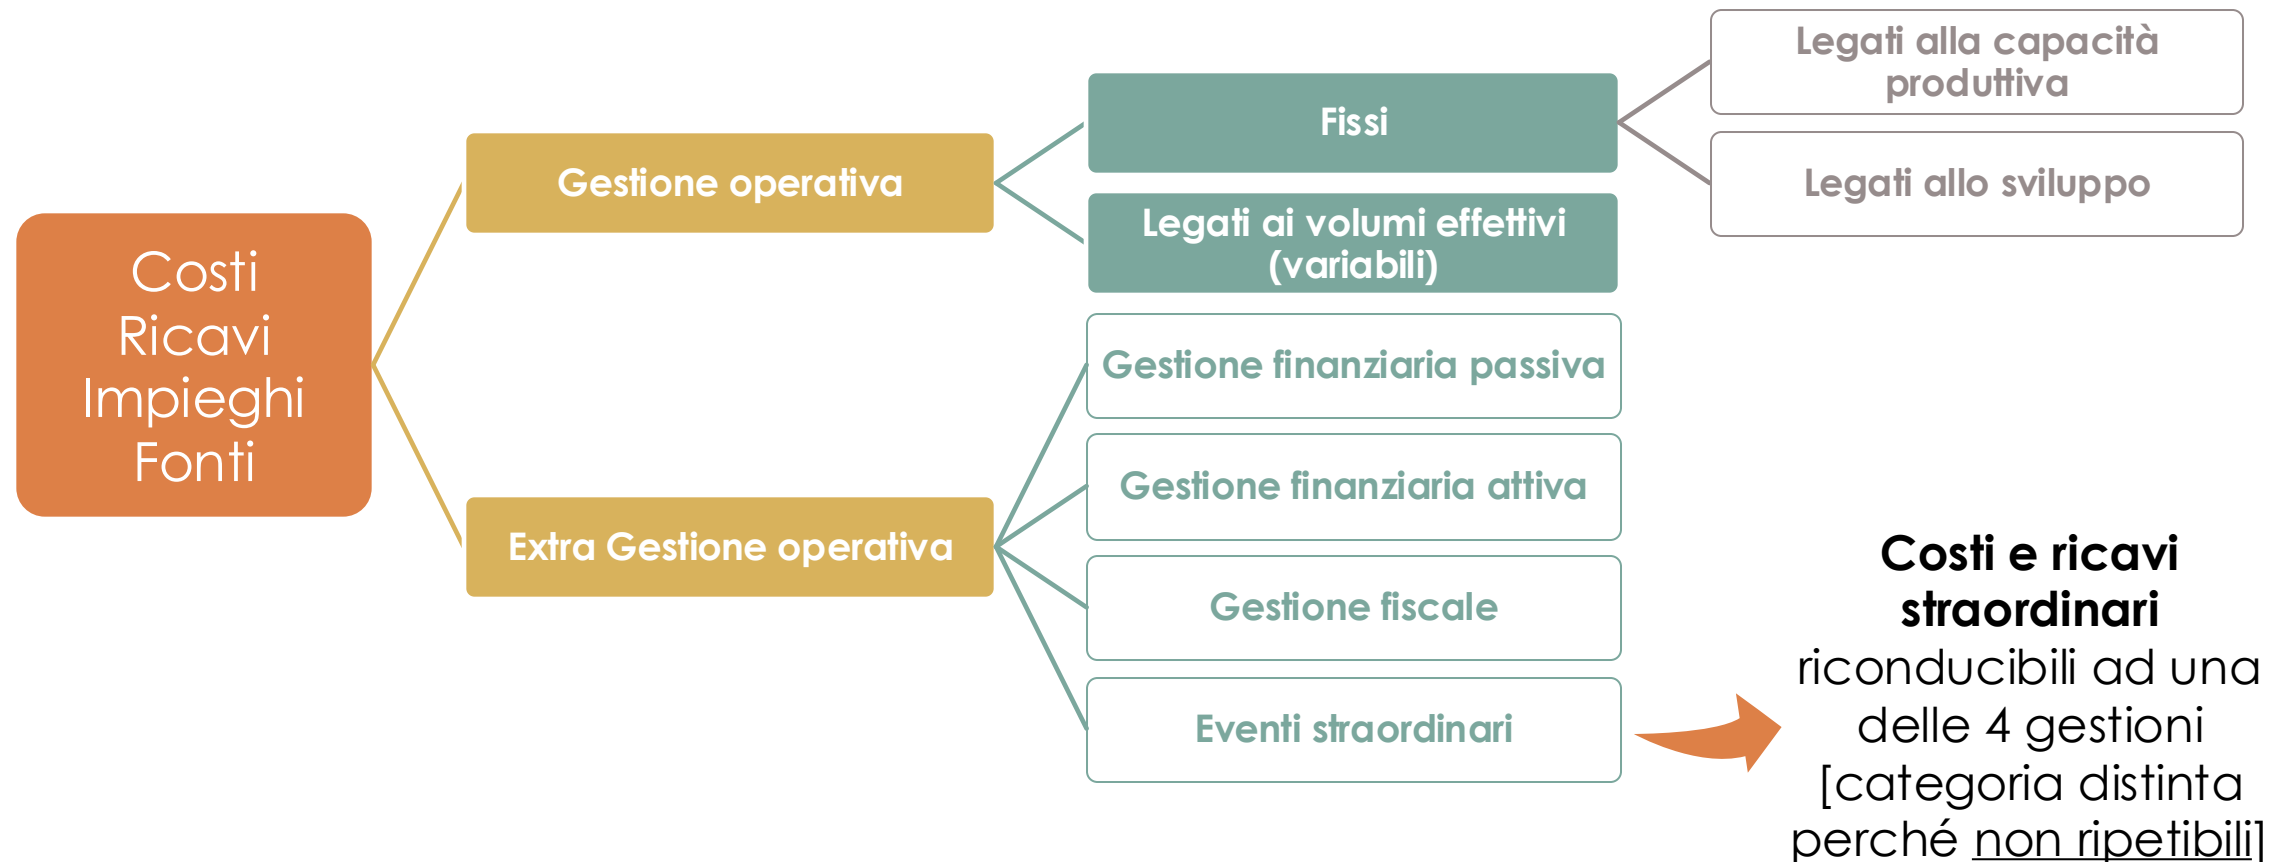 Costi
Ricavi
Impieghi
Fonti
Gestione operativa
Extra Gestione operativa
Fissi
Legati ai volumi effettivi
(variabili)
Gestione finanziaria passiva
Gestione finanziaria attiva
Gestione fiscale
Eventi straordinari
Legati alla capacità
produttiva
Legati allo sviluppo
Costi e ricavi
straordinari
riconducibili ad una
delle 4 gestioni
[categoria distinta
perché non ripetibili]